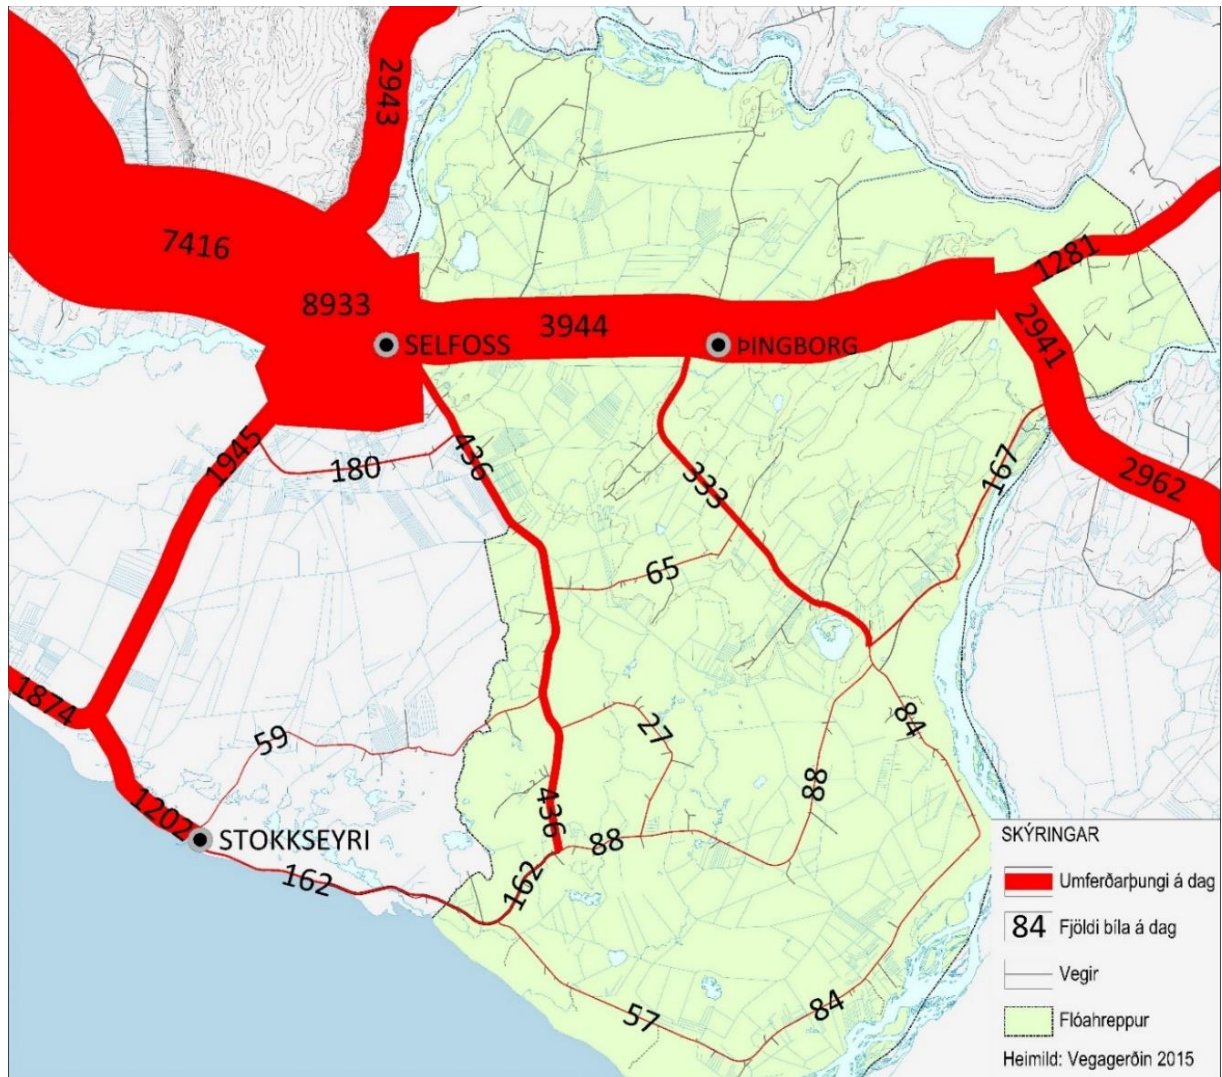 2943
7416
8933
3944
1281
SELFOSS
ÞINGBORG
2941
1945
180
436
333
167
2962
65
1874
59
27
84
88
1202
436
STOKKSEYRI
88
162
162
57
84
SKÝRINGAR
Umferðarþungi á dag
84 Fjöldi bíla á dag
Vegir
Flóahreppur
Heimild: Vegagerðin 2015